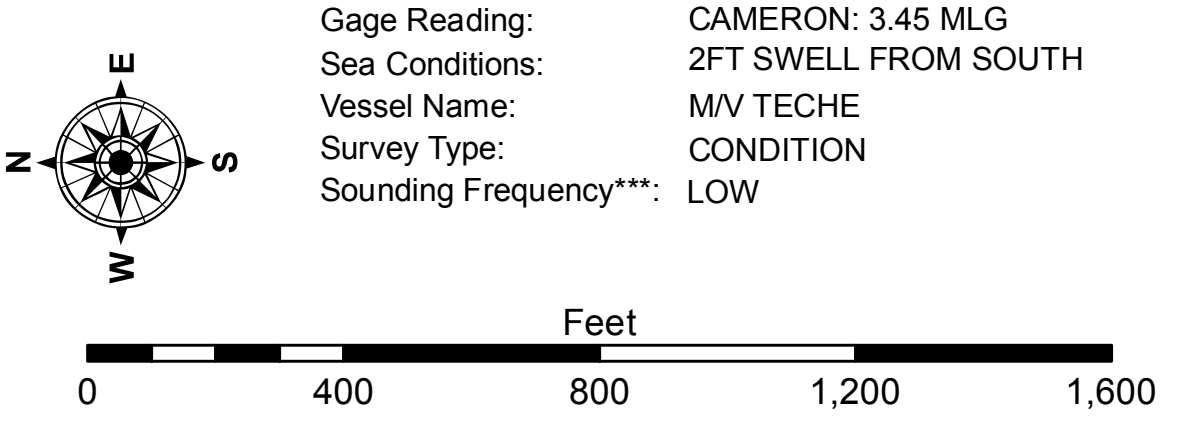 E
N
S
W
Gage Reading: CAMERON: 3.45 MLG
Sea Conditions: 2FT SWELL FROM SOUTH
Vessel Name: M/V TECHE
Survey Type: CONDITION
Sounding Frequency***: LOW
Feet
0 400 800 1,200 1,600